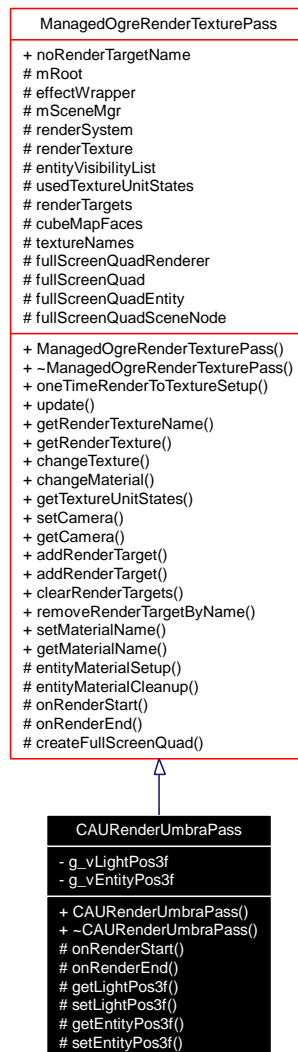 ManagedOgreRenderTexturePass
+ noRenderTargetName
# mRoot
# effectWrapper
# mSceneMgr
# renderSystem
# renderTexture
# entityVisibilityList
# usedTextureUnitStates
# renderTargets
# cubeMapFaces
# textureNames
# fullScreenQuadRenderer
# fullScreenQuad
# fullScreenQuadEntity
# fullScreenQuadSceneNode
+ ManagedOgreRenderTexturePass()
+ ~ManagedOgreRenderTexturePass()
+ oneTimeRenderToTextureSetup()
+ update()
+ getRenderTextureName()
+ getRenderTexture()
+ changeTexture()
+ changeMaterial()
+ getTextureUnitStates()
+ setCamera()
+ getCamera()
+ addRenderTarget()
+ addRenderTarget()
+ clearRenderTargets()
+ removeRenderTargetByName()
+ setMaterialName()
+ getMaterialName()
# entityMaterialSetup()
# entityMaterialCleanup()
# onRenderStart()
# onRenderEnd()
# createFullScreenQuad()
CAURenderUmbraPass
- g_vLightPos3f
- g_vEntityPos3f
+ CAURenderUmbraPass()
+ ~CAURenderUmbraPass()
# onRenderStart()
# onRenderEnd()
# getLightPos3f()
# setLightPos3f()
# getEntityPos3f()
# setEntityPos3f()